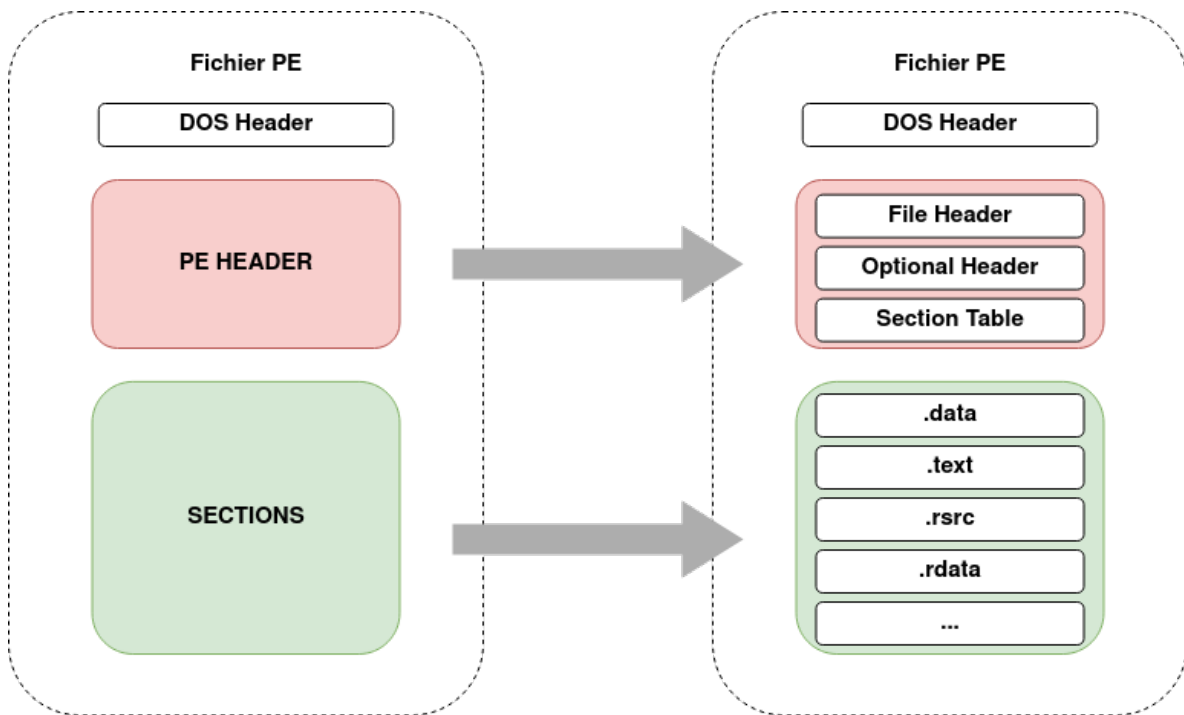 Fichier PE
DOS Header
PE HEADER
SECTIONS
Fichier PE
DOS Header
File Header
Optional Header
Section Table
.data
.text
.rsrc
.rdata
...